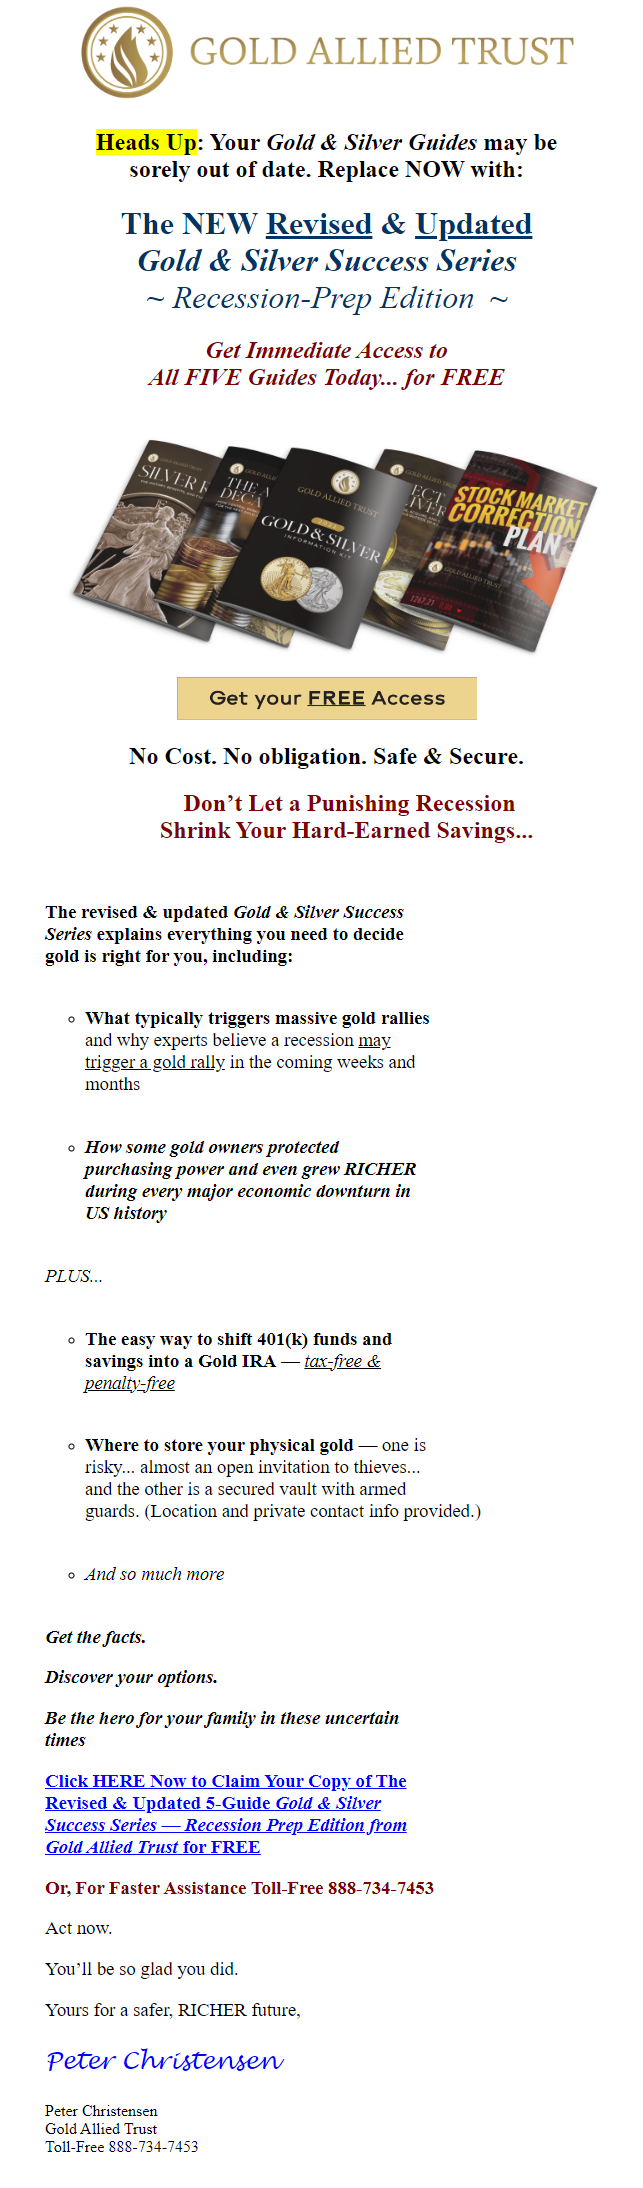 GOLD ALLIED TRUST
Heads Up: Your Gold & Silver Guides may be
sorely out of date. Replace NOW with:
The NEW Revised & Updated
Gold & Silver Success Series
~ Recession-Prep Edition ~
Get Immediate Access to
All FIVE Guides Today... for FREE
SILVER
THE
DECA
GOLD ALLIED TRUST
GOLD & SILVER
INFORMATION KIT
STOCK MARKET
CORRECTION
PLAN
GOLD ALLIED TRUST
Get your FREE Access
No Cost. No obligation. Safe & Secure.
Don’t Let a Punishing Recession
Shrink Your Hard-Earned Savings...
The revised & updated Gold & Silver Success
Series explains everything you need to decide
gold is right for you, including:
What typically triggers massive gold rallies
and why experts believe a recession may
trigger a gold rally in the coming weeks and
months
How some gold owners protected
purchasing power and even grew RICHER
during every major economic downturn in
US history
PLUS...
The easy way to shift 401(k) funds and
savings into a Gold IRA — tax-free &
penalty-free
Where to store your physical gold — one is
risky... almost an open invitation to thieves...
and the other is a secured vault with armed
guards. (Location and private contact info provided.)
And so much more
Get the facts.
Discover your options.
Be the hero for your family in these uncertain
times
Click HERE Now to Claim Your Copy of The
Revised & Updated 5-Guide Gold & Silver
Success Series — Recession Prep Edition from
Gold Allied Trust for FREE
Or, For Faster Assistance Toll-Free 888-734-7453
Act now.
You’ll be so glad you did.
Yours for a safer, RICHER future,
Peter Christensen
Peter Christensen
Gold Allied Trust
Toll-Free 888-734-7453